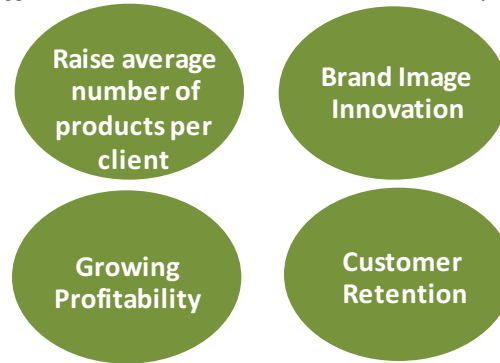 Raise average
number of
products per
client
Brand Image
Innovation
Growing
Profitability
Customer
Retention